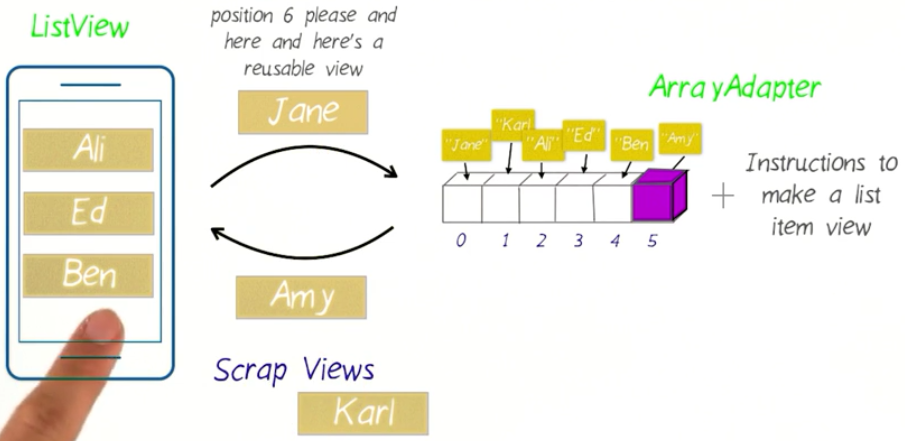 ListView
position 6 please and
here and here's a
reusable view
Jane
ArrayAdapter
Ali
Ed
Ben
"Jane"
"Karl
"Ali"
"Ed"
"Ben
"Amy"
0 1 2 3 4 5
+
Instructions to
make a list
item view
Amy
Scrap Views
Karl